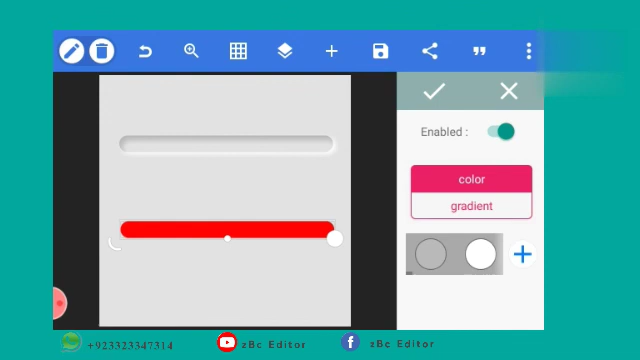 Enabled :
color
gradient
+923323347314
zBc Editor
zBc Editor